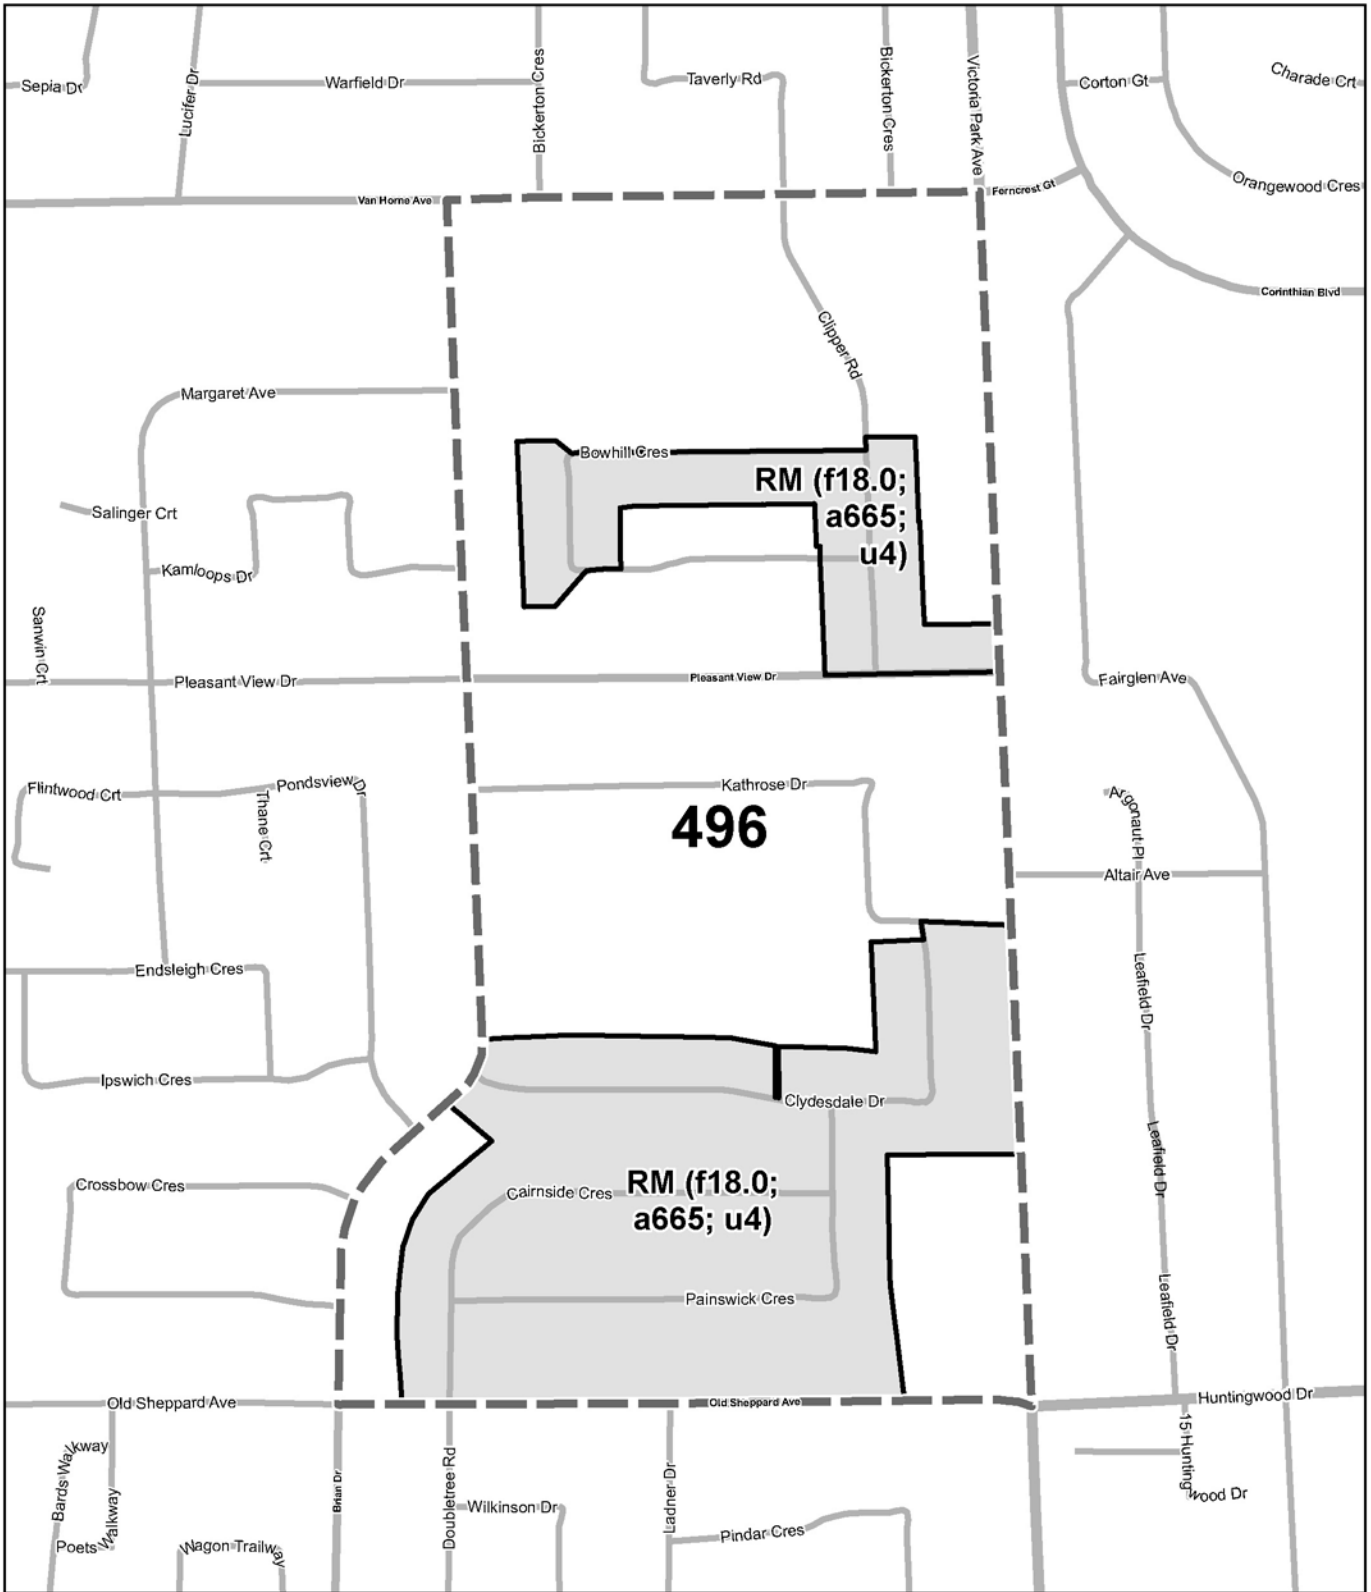 Sepia Dr
Lucifer Dr
Warfield Dr
Bickerton Cres
Taverly Rd
Bickerton Cres
Victoria Park Ave
Corton Gt
Charade Crt
Orangewood Cres
Ferncrest Gt
Van Horne Ave
Corinthian Blvd
Clipper Rd
Margaret Ave
Bowhill Cres
RM (f18.0;
a665;
u4)
Salinger Crt
Kamloops Dr
Sanwin Crt
Pleasant View Dr
Pleasant View Dr
Fairglen Ave
Flintwood Crt
Pondsview Dr
Thane Crt
Kathrose Dr
496
Argonaut Pl
Altair Ave
Endsleigh Cres
Leafield Dr
Ipswich Cres
Clydesdale Dr
Leafield Dr
Crossbow Cres
Cairnside Cres
RM (f18.0;
a665; u4)
Painswick Cres
Leafield Dr
Old Sheppard Ave
Old Sheppard Ave
Huntingwood Dr
15 Huntingwood Dr
Bards Walkway
Poets Walkway
Wagon Trailway
Brian Dr
Doubletree Rd
Wilkinson Dr
Ladner Dr
Pindar Cres